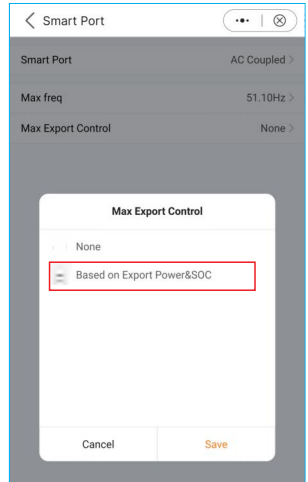 Smart Port
Smart Port AC Coupled
Max freq 51.10Hz
Max Export Control None
Max Export Control
None
Based on Export Power&SOC
Cancel Save